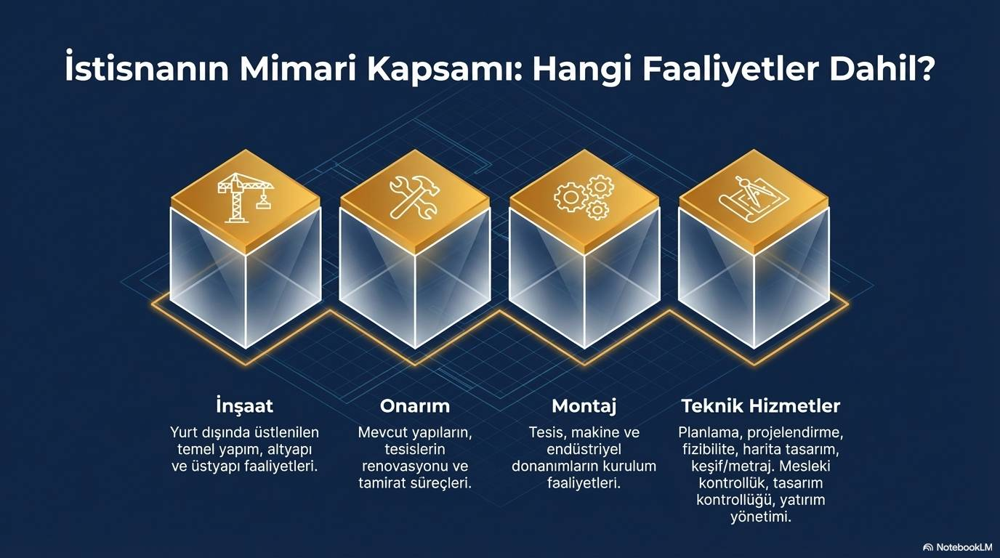 İstisnanın Mimari Kapsamı: Hangi Faaliyetler Dahil?
İnşaat
Yurt dışında üstlenilen
temel yapım, altyapı
ve üstyapı faaliyetleri.
Onarım
Mevcut yapıların,
tesislerin
renovasyonu ve
tamirat süreçleri.
Montaj
Tesis, makine ve
endüstriyel
donanımların kurulum
faaliyetleri.
Teknik Hizmetler
Planlama, projelendirme,
fizibilite, harita tasarım,
keşif/metraj. Mesleki
kontrollük, tasarım
kontrollüğü, yatırım
yönetimi.
NotebookLM